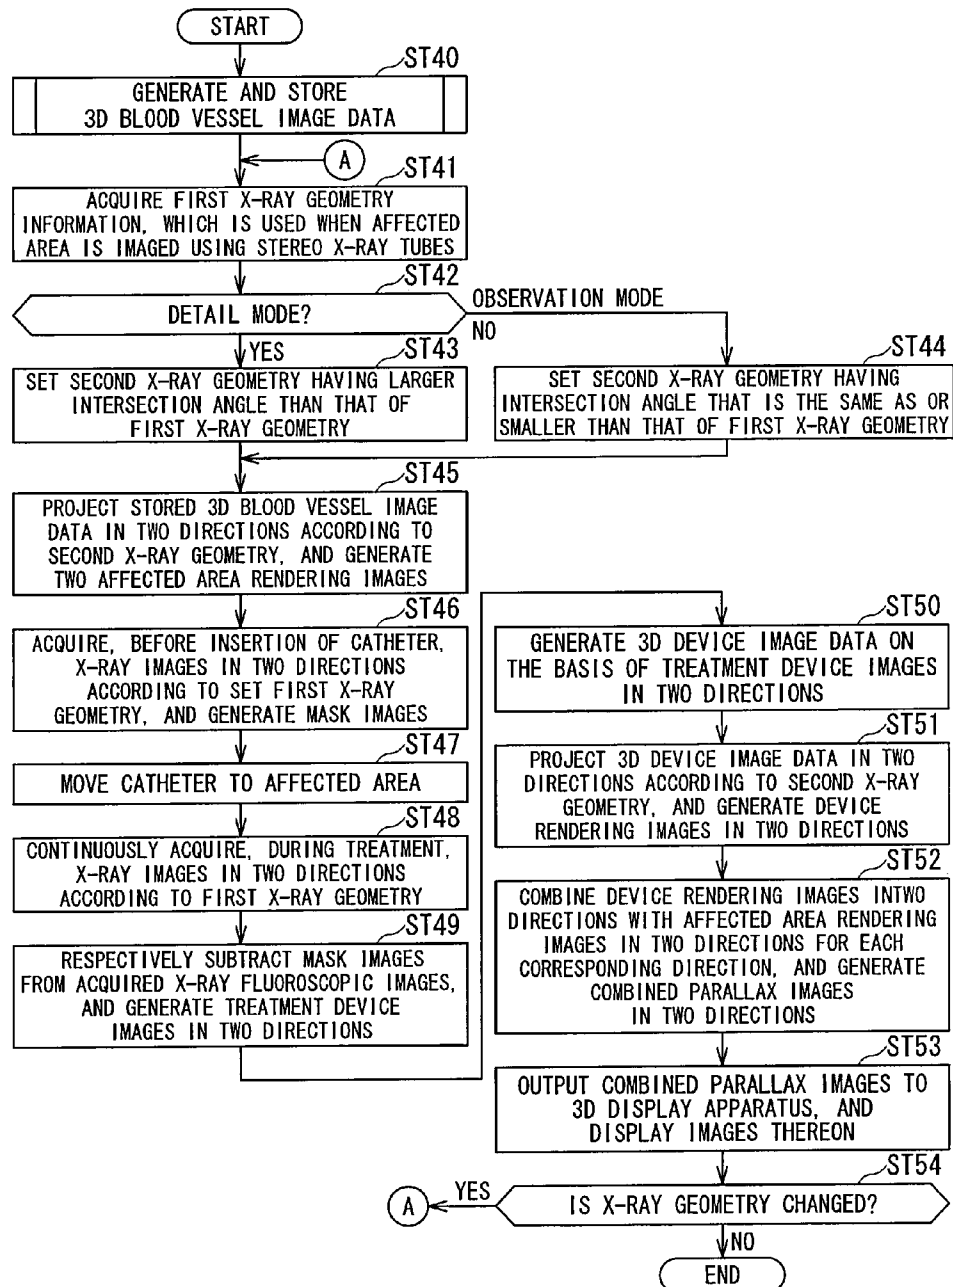 START
ST40
GENERATE AND STORE
3D BLOOD VESSEL IMAGE DATA
A
ST41
ACQUIRE FIRST X-RAY GEOMETRY
INFORMATION, WHICH IS USED WHEN AFFECTED
AREA IS IMAGED USING STEREO X-RAY TUBES
ST42
DETAIL MODE?
OBSERVATION MODE
NO
YES
ST43
SET SECOND X-RAY GEOMETRY HAVING LARGER
INTERSECTION ANGLE THAN THAT OF
FIRST X-RAY GEOMETRY
ST44
SET SECOND X-RAY GEOMETRY HAVING
INTERSECTION ANGLE THAT IS THE SAME AS OR
SMALLER THAN THAT OF FIRST X-RAY GEOMETRY
ST45
PROJECT STORED 3D BLOOD VESSEL IMAGE
DATA IN TWO DIRECTIONS ACCORDING TO
SECOND X-RAY GEOMETRY, AND GENERATE
TWO AFFECTED AREA RENDERING IMAGES
ST46
ACQUIRE, BEFORE INSERTION OF CATHETER,
X-RAY IMAGES IN TWO DIRECTIONS
ACCORDING TO SET FIRST X-RAY
GEOMETRY, AND GENERATE MASK IMAGES
ST47
MOVE CATHETER TO AFFECTED AREA
ST48
CONTINUOUSLY ACQUIRE, DURING TREATMENT,
X-RAY IMAGES IN TWO DIRECTIONS
ACCORDING TO FIRST X-RAY GEOMETRY
ST49
RESPECTIVELY SUBTRACT MASK IMAGES
FROM ACQUIRED X-RAY FLUOROSCOPIC IMAGES,
AND GENERATE TREATMENT DEVICE
IMAGES IN TWO DIRECTIONS
ST50
GENERATE 3D DEVICE IMAGE DATA ON
THE BASIS OF TREATMENT DEVICE IMAGES
IN TWO DIRECTIONS
ST51
PROJECT 3D DEVICE IMAGE DATA IN TWO
DIRECTIONS ACCORDING TO SECOND X-RAY
GEOMETRY, AND GENERATE DEVICE
RENDERING IMAGES IN TWO DIRECTIONS
ST52
COMBINE DEVICE RENDERING IMAGES INTWO
DIRECTIONS WITH AFFECTED AREA RENDERING
IMAGES IN TWO DIRECTIONS FOR EACH
CORRESPONDING DIRECTION, AND GENERATE
COMBINED PARALLAX IMAGES
IN TWO DIRECTIONS
ST53
OUTPUT COMBINED PARALLAX IMAGES TO
3D DISPLAY APPARATUS, AND
DISPLAY IMAGES THEREON
ST54
IS X-RAY GEOMETRY CHANGED?
YES
A
NO
END